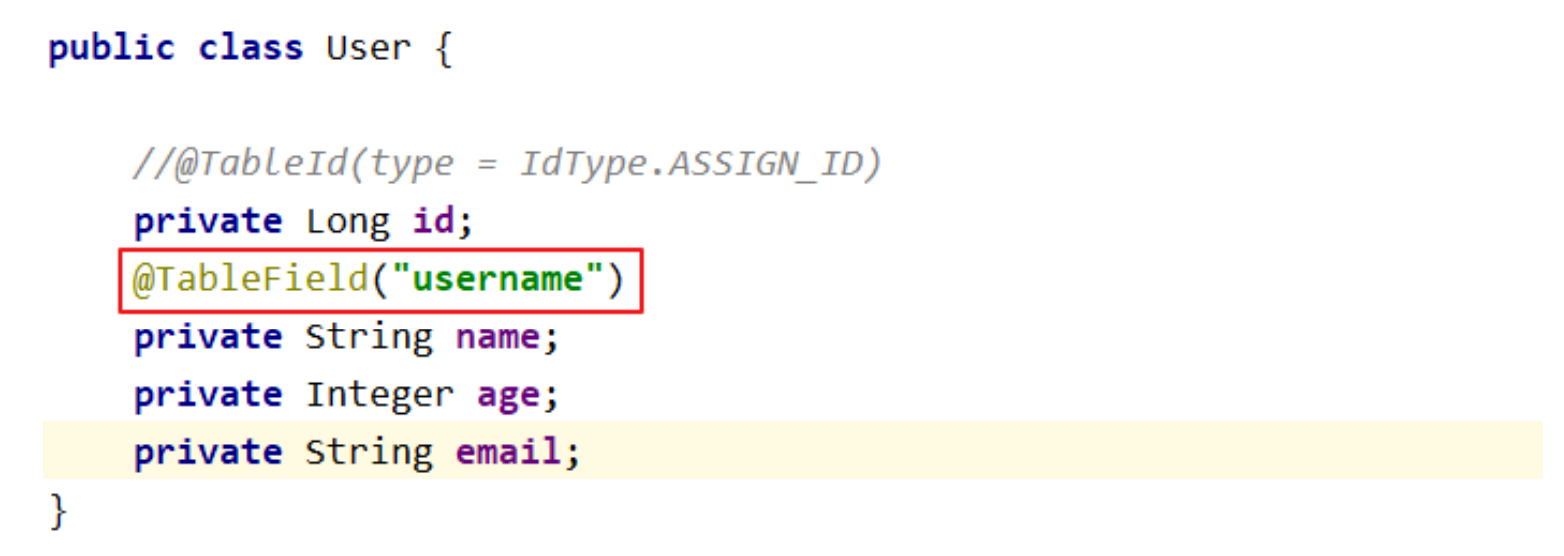 public class User {
//@TableId(type = IdType.ASSIGN_ID)
private Long id;
@TableField("username")
private String name;
private Integer age;
private String email;
}